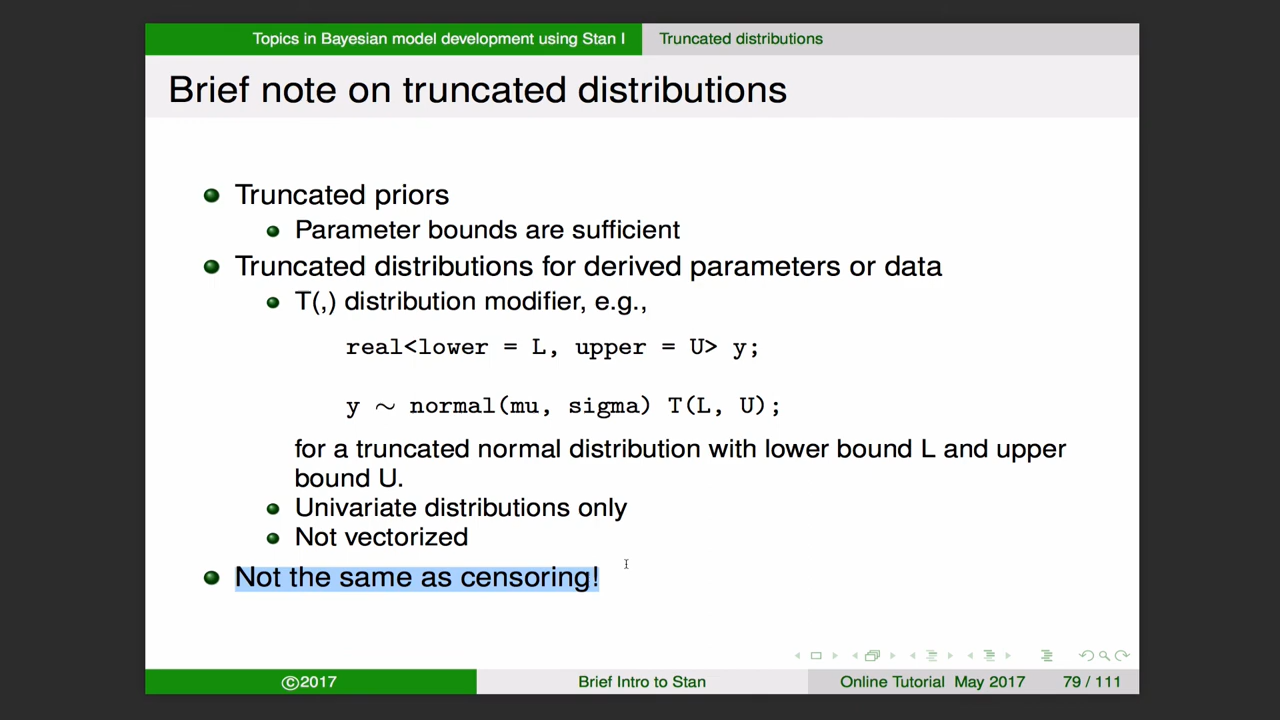 Topics in Bayesian model development using Stan I Truncated distributions
Brief note on truncated distributions
Truncated priors
Parameter bounds are sufficient
Truncated distributions for derived parameters or data
T(,) distribution modifier, e.g.,
real<lower = L, upper = U> y;
y ~ normal(mu, sigma) T(L, U);
for a truncated normal distribution with lower bound L and upper
bound U.
Univariate distributions only
Not vectorized
Not the same as censoring!
©2017 Brief Intro to Stan Online Tutorial May 2017 79 / 111